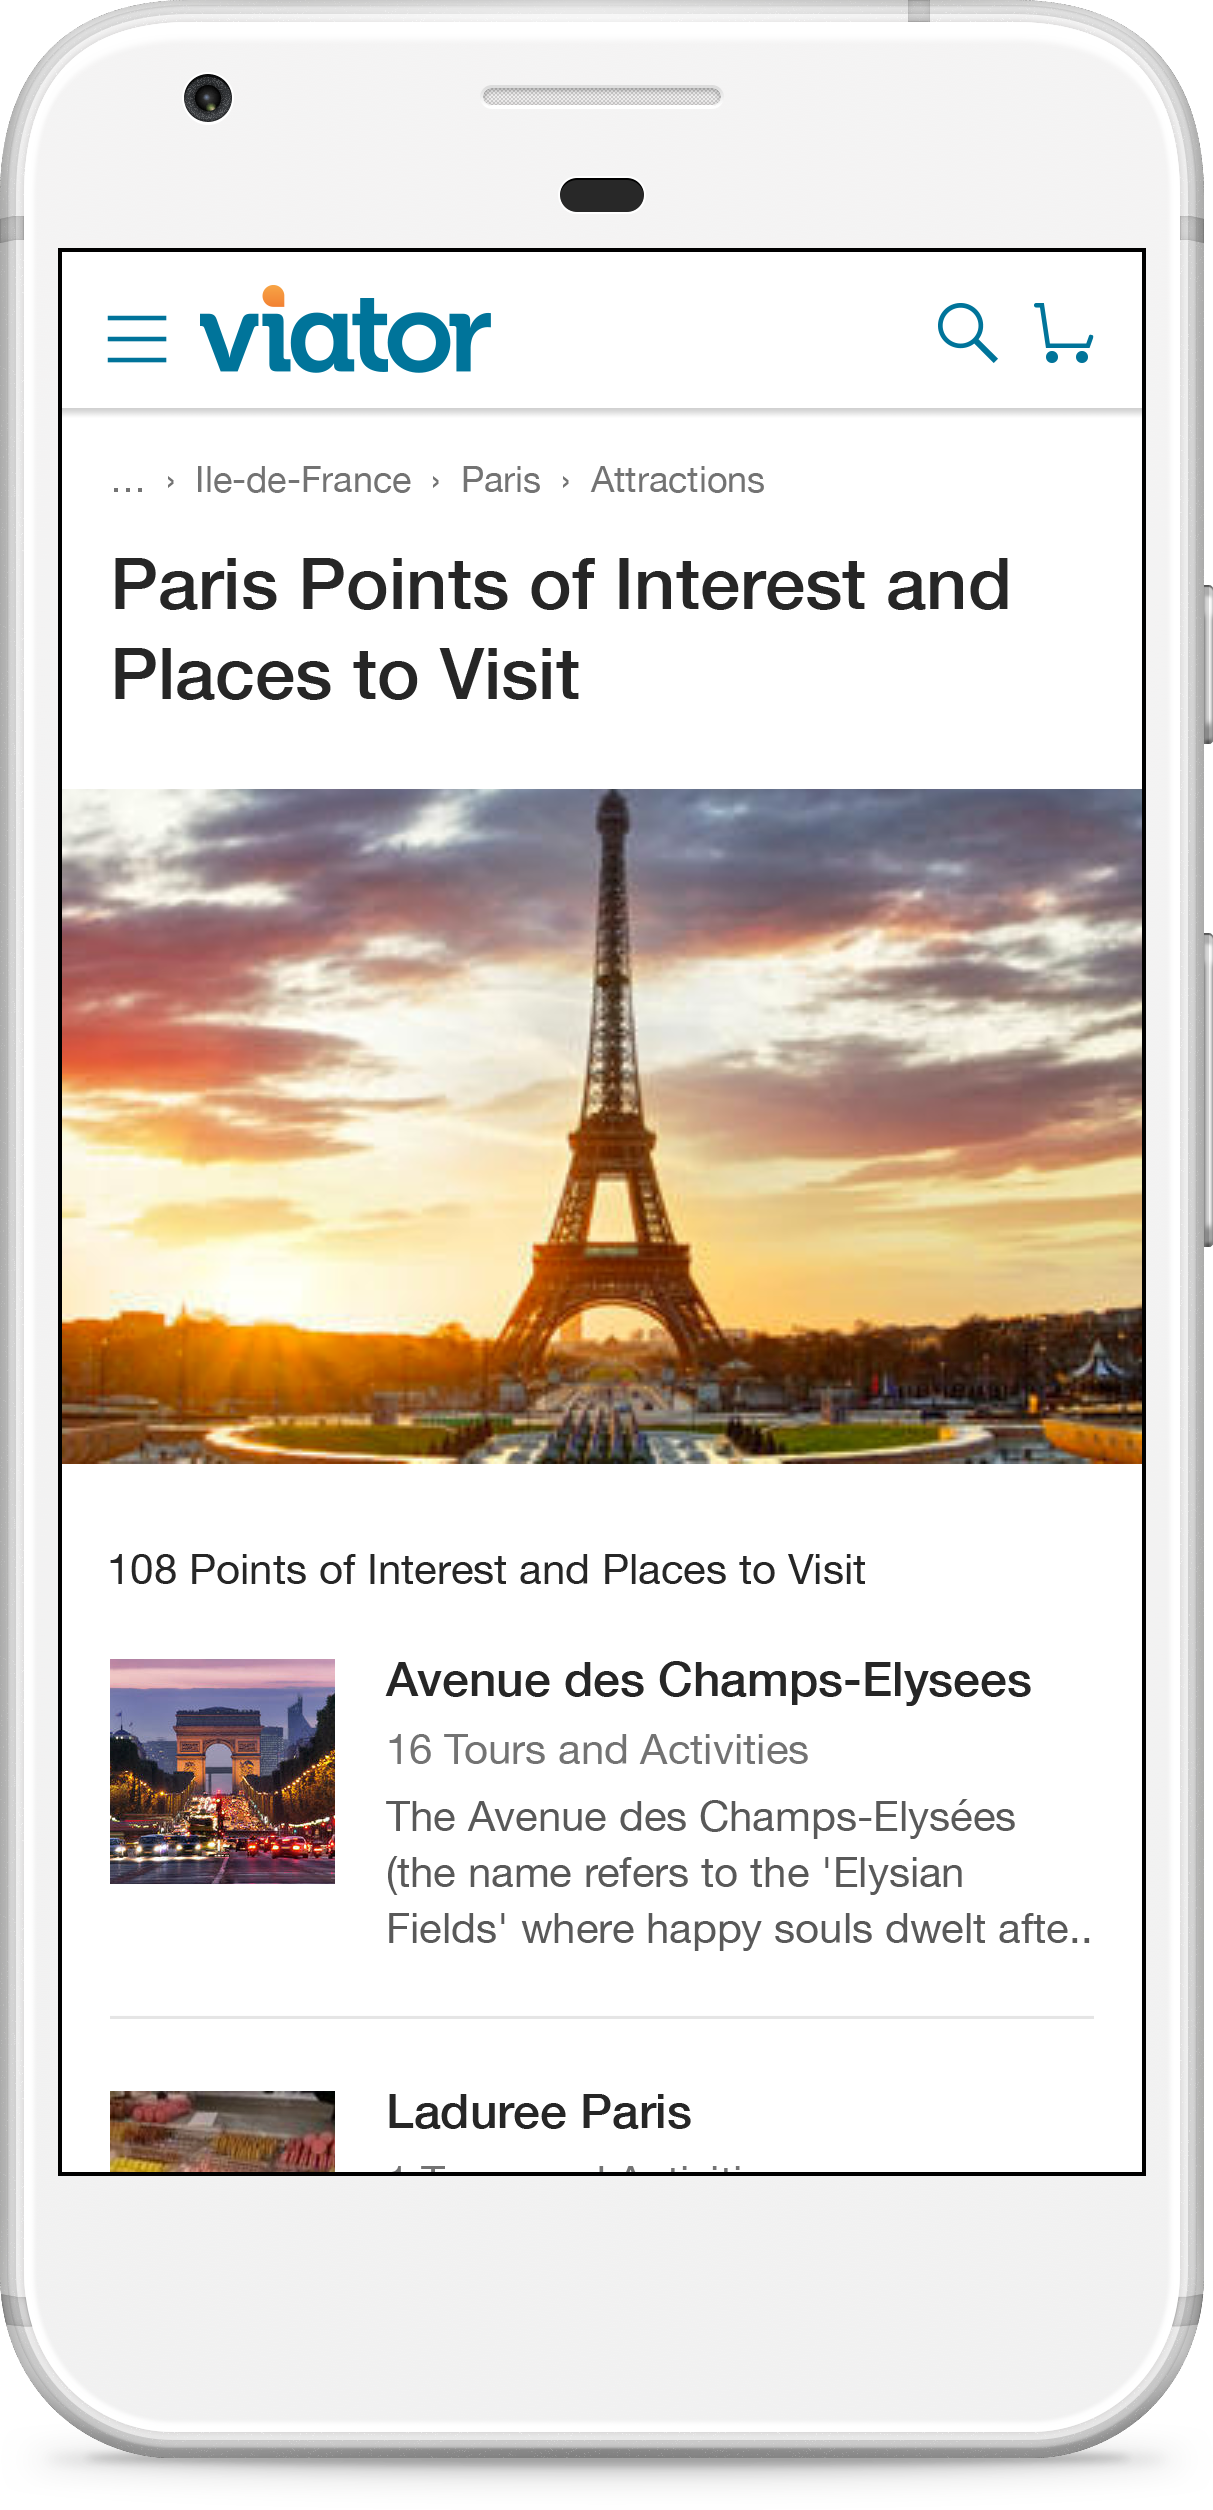 viator
... › Ile-de-France › Paris › Attractions
Paris Points of Interest and
Places to Visit
108 Points of Interest and Places to Visit
Avenue des Champs-Elysees
16 Tours and Activities
The Avenue des Champs-Elysées
(the name refers to the 'Elysian
Fields' where happy souls dwelt afte..
Laduree Paris